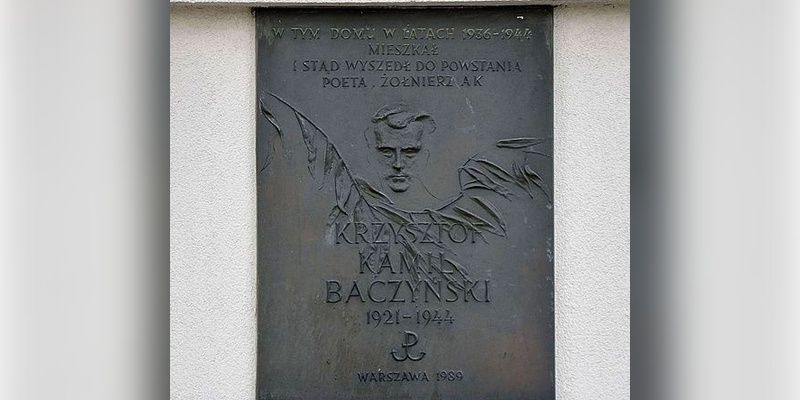 W TYM DOMU W LATACH 1936-1944
MIESZKAŁ
I STĄD WYSZEDŁ DO POWSTANIA
POETA, ŻOŁNIERZ AK
KRZYSZTOF
KAMIL
BACZYŃSKI
1921-1944
WARSZAWA 1989